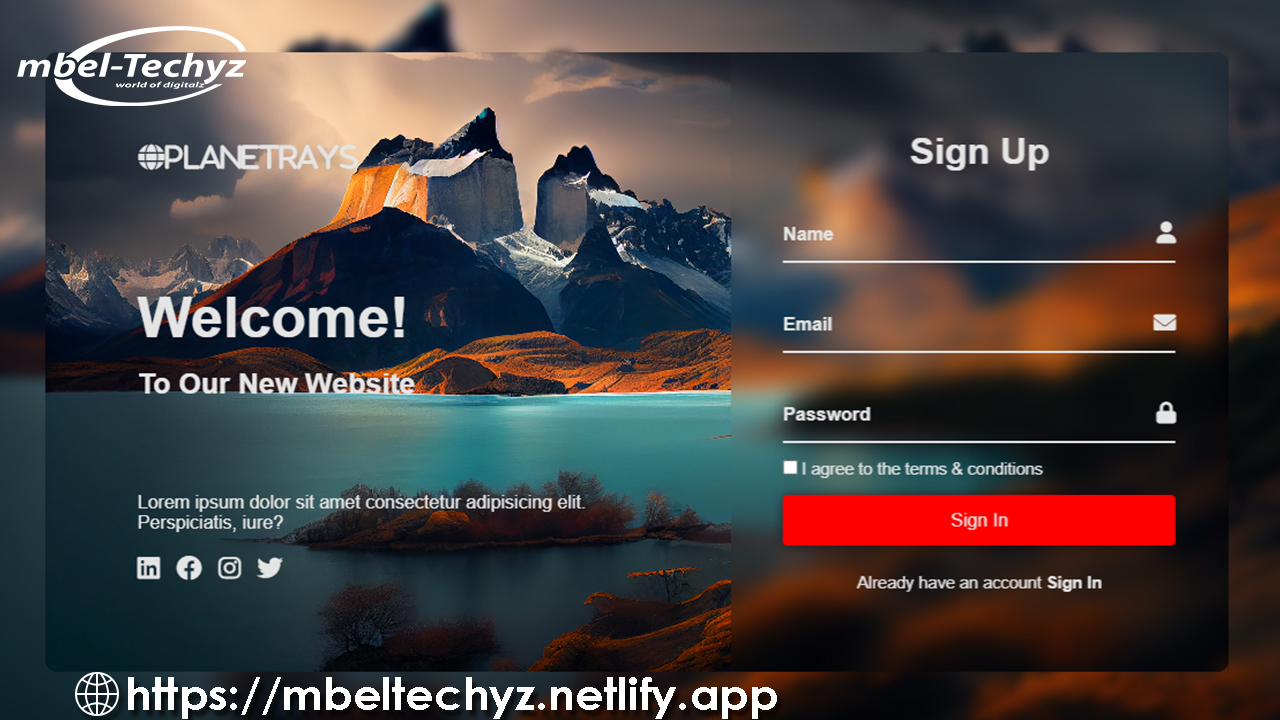 mbel-Techyz
world of digitalz
PLANETRAYS
Welcome!
To Our New Website
Lorem ipsum dolor sit amet consectetur adipisicing elit.
Perspiciatis, iure?
Sign Up
Name
Email
Password
I agree to the terms & conditions
Sign In
Already have an account Sign In
https://mbeltechyz.netlify.app